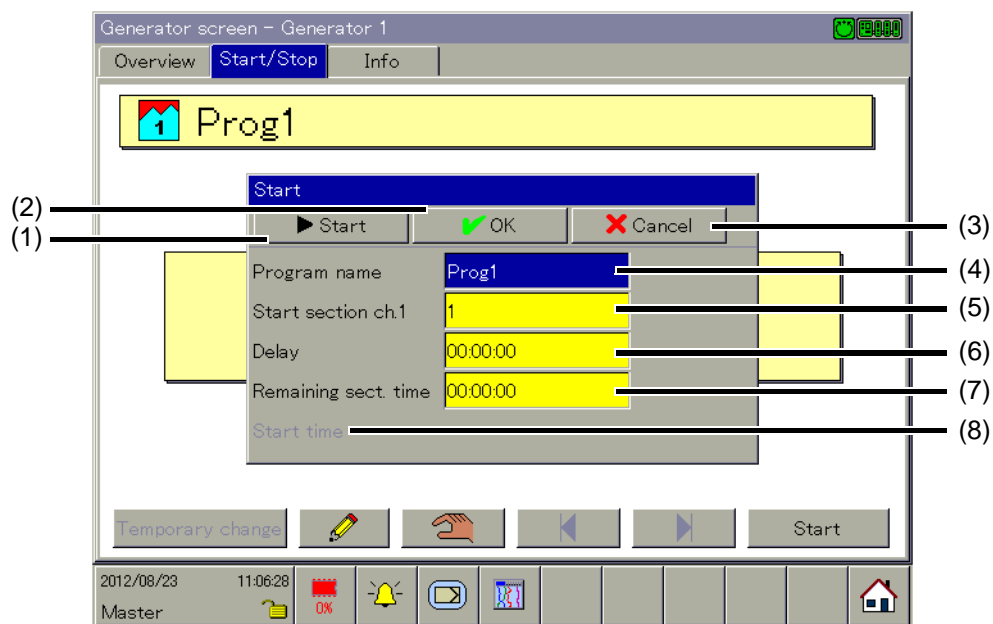 Generator screen - Generator 1
Overview Start/Stop Info
1 Prog1
Start
(2)
Start OK Cancel (3)
(1)
Program name Prog1 (4)
Start section ch.1 1 (5)
Delay 00:00:00 (6)
Remaining sect. time 00:00:00 (7)
Start time (8)
Temporary change Start
2012/08/23 11:06:28
Master 0%